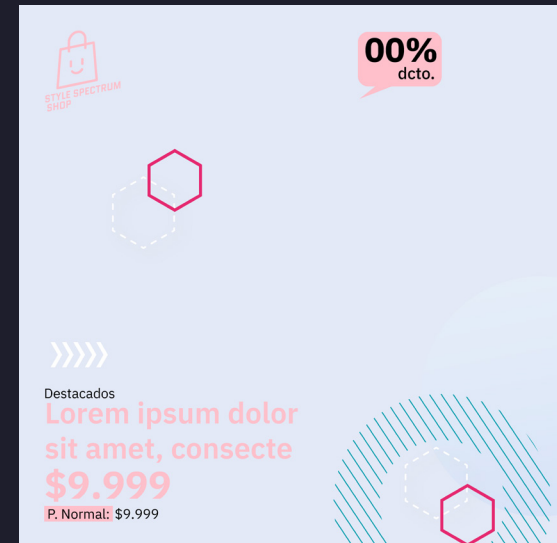 STYLE SPECTRUM
SHOP
00%
dcto.
Destacados
Lorem ipsum dolor
sit amet, consecte
$9.999
P. Normal: $9.999